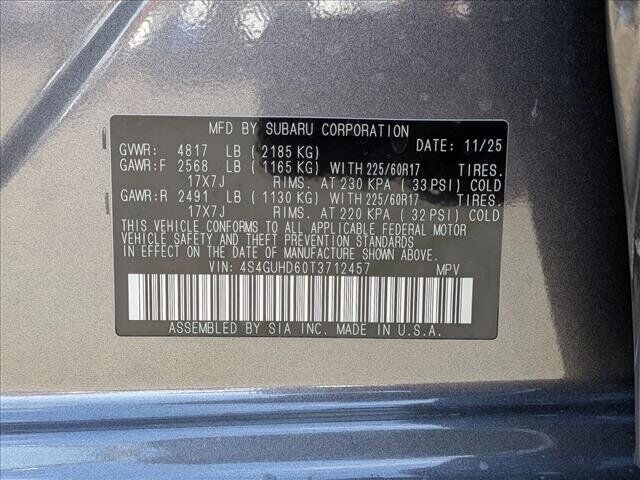 MFD BY SUBARU CORPORATION
GVWR: 4817 LB (2185 KG) DATE: 11/25
GAWR:F 2568 LB (1165 KG) WITH 225/60R17 TIRES.
17X7J RIMS. AT 230 KPA (33 PSI) COLD
GAWR:R 2491 LB (1130 KG) WITH 225/60R17 TIRES.
17X7J RIMS. AT 220 KPA (32 PSI) COLD
THIS VEHICLE CONFORMS TO ALL APPLICABLE FEDERAL MOTOR
VEHICLE SAFETY AND THEFT PREVENTION STANDARDS
IN EFFECT ON THE DATE OF MANUFACTURE SHOWN ABOVE.
VIN: 4S4GUHD60T3712457 MPV
ASSEMBLED BY SIA INC. MADE IN U.S.A.